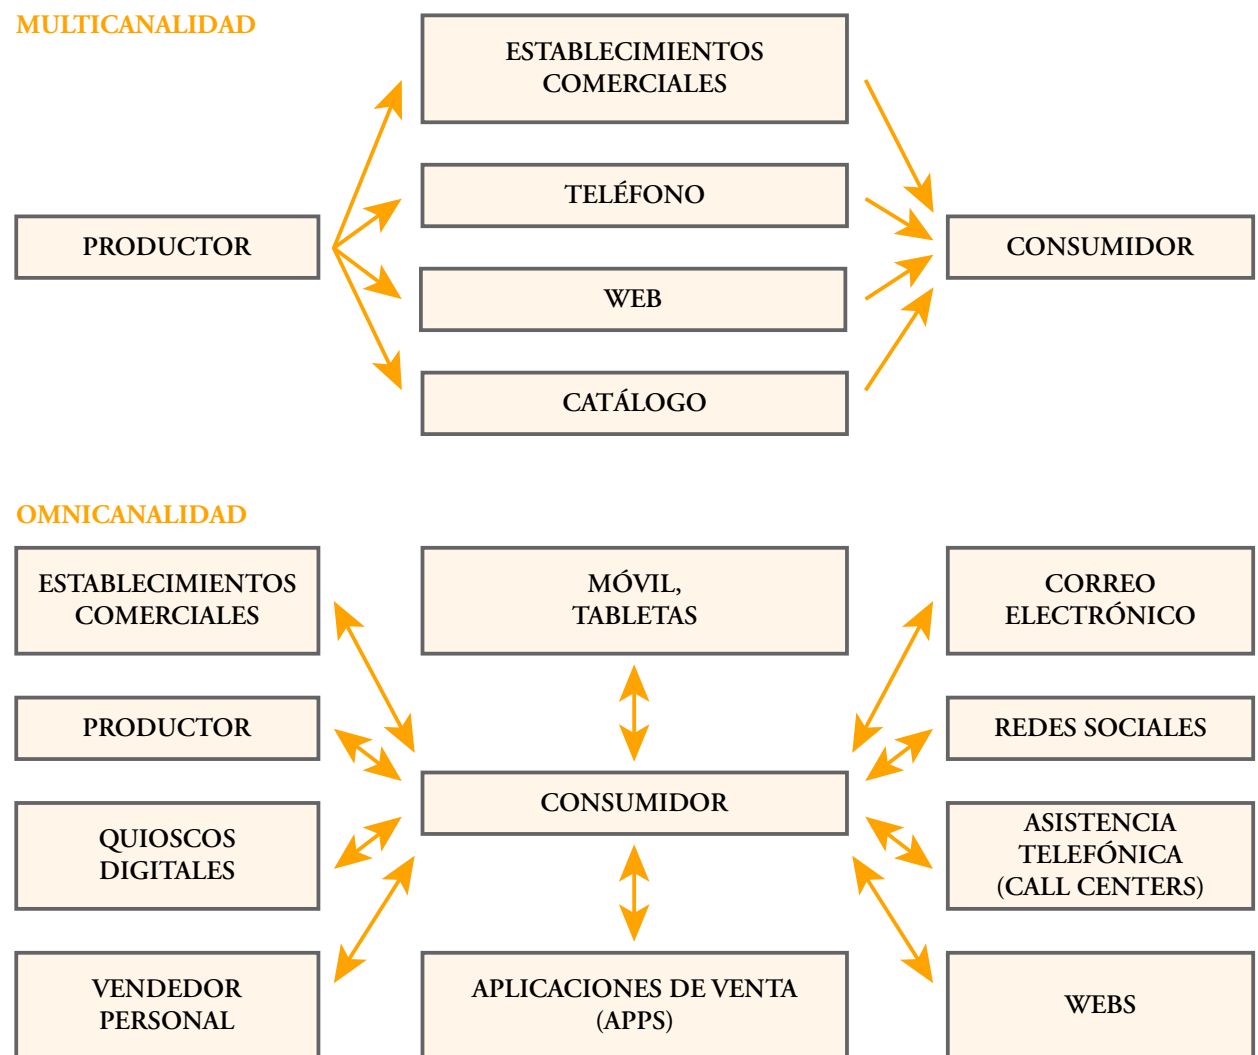 MULTICANALIDAD
ESTABLECIMIENTOS
COMERCIALES
TELÉFONO
PRODUCTOR
CONSUMIDOR
WEB
CATÁLOGO
OMNICANALIDAD
ESTABLECIMIENTOS
COMERCIALES
MÓVIL,
TABLETAS
CORREO
ELECTRÓNICO
PRODUCTOR
REDES SOCIALES
CONSUMIDOR
QUIOSCOS
DIGITALES
ASISTENCIA
TELEFÓNICA
(CALL CENTERS)
VENDEDOR
PERSONAL
APLICACIONES DE VENTA
(APPS)
WEBS